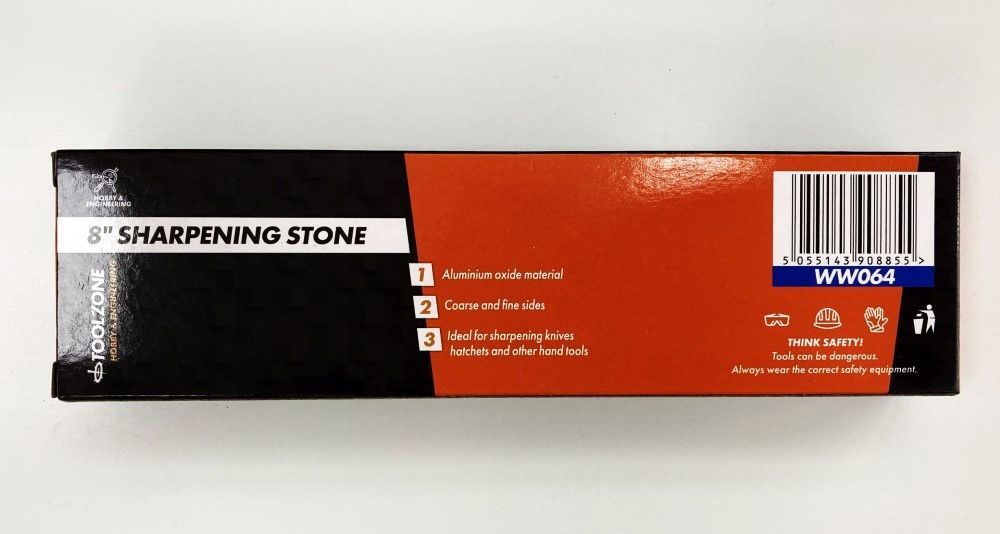 HOBBY &
ENGINEERING
8" SHARPENING STONE
TOOLZONE
HOBBY & ENGINEERING
1 Aluminium oxide material
2 Coarse and fine sides
3 Ideal for sharpening knives
hatchets and other hand tools
5 055143 908855 >
WW064
THINK SAFETY!
Tools can be dangerous.
Always wear the correct safety equipment.